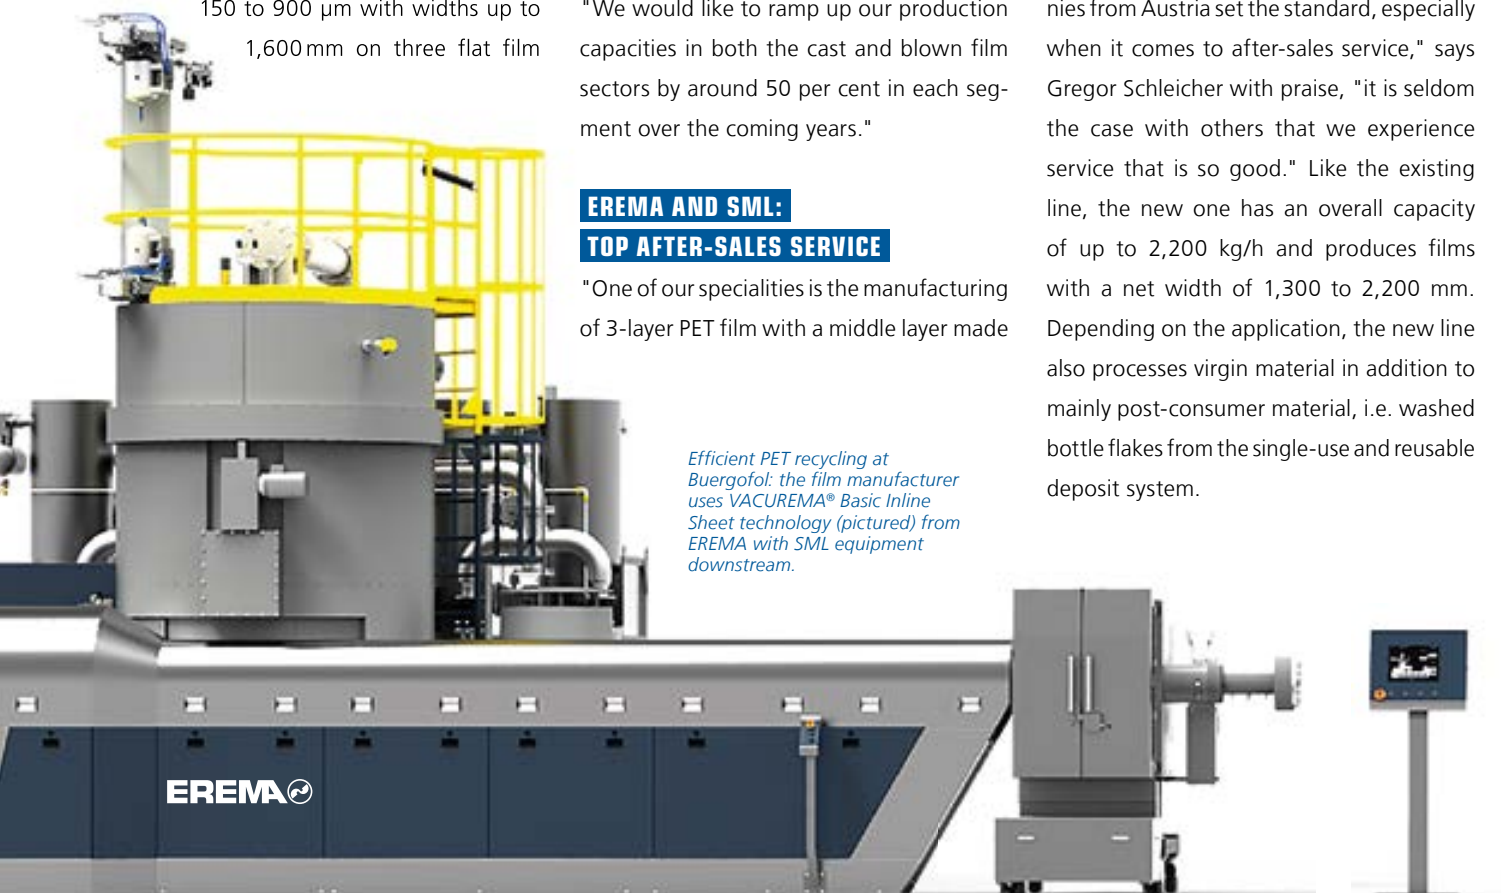 150 to 900 µm with widths up to
1,600 mm on three flat film
"We would like to ramp up our production
capacities in both the cast and blown film
sectors by around 50 per cent in each seg-
ment over the coming years."
EREMA AND SML:
TOP AFTER-SALES SERVICE
"One of our specialities is the manufacturing
of 3-layer PET film with a middle layer made
nies from Austria set the standard, especially
when it comes to after-sales service," says
Gregor Schleicher with praise, "it is seldom
the case with others that we experience
service that is so good." Like the existing
line, the new one has an overall capacity
of up to 2,200 kg/h and produces films
with a net width of 1,300 to 2,200 mm.
Depending on the application, the new line
also processes virgin material in addition to
mainly post-consumer material, i.e. washed
bottle flakes from the single-use and reusable
deposit system.
Efficient PET recycling at
Buergofol: the film manufacturer
uses VACUREMA® Basic Inline
Sheet technology (pictured) from
EREMA with SML equipment
downstream.
EREMA